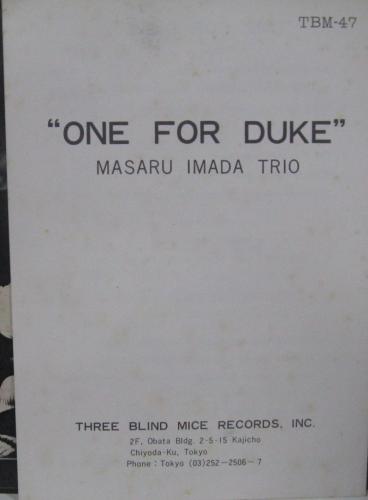 TBM-47
“ONE FOR DUKE”
MASARU IMADA TRIO
THREE BLIND MICE RECORDS, INC.
2F, Obata Bldg. 2-5-15 Kajicho
Chiyoda-Ku, Tokyo
Phone : Tokyo (03)252-2506-7